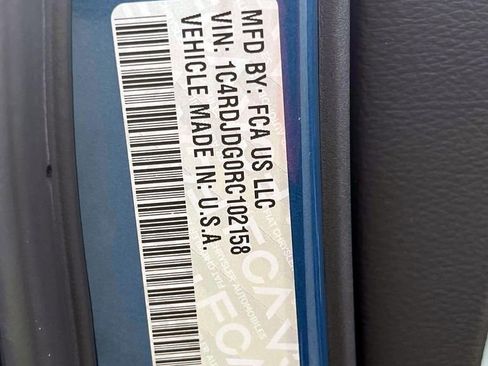 MFD BY: FCA US LLC
VIN: 1C4RDJDG0RC102158
VEHICLE MADE IN: U.S.A.